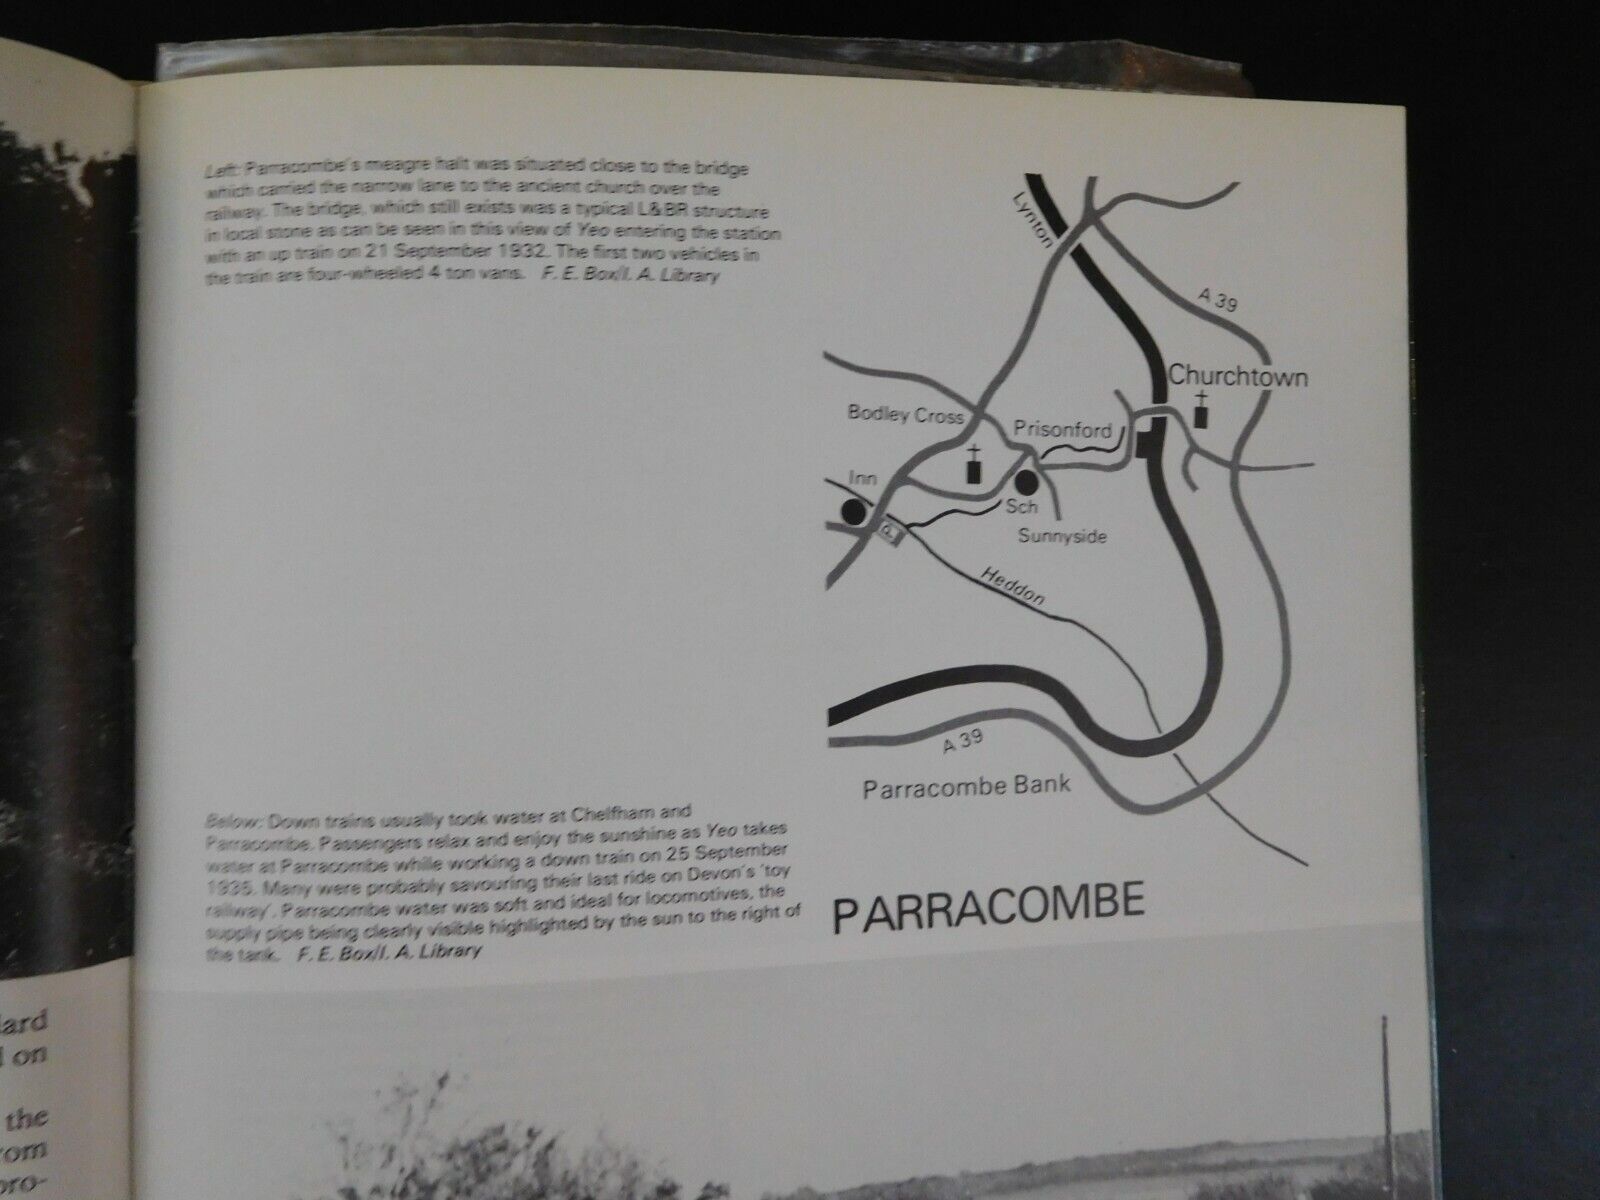 Left: Parracombe's meagre halt was situated close to the bridge
which carried the narrow lane to the ancient church over the
railway. The bridge, which still exists was a typical L&BR structure
in local stone as can be seen in this view of Yeo entering the station
with an up train on 21 September 1932. The first two vehicles in
the train are four-wheeled 4 ton vans. F. E. Box/I. A. Library
Lynton
A 39
Churchtown
Bodley Cross
Prisonford
Inn
Sch
P
Sunnyside
Heddon
A 39
Parracombe Bank
PARRACOMBE
Below: Down trains usually took water at Chelfham and
Parracombe. Passengers relax and enjoy the sunshine as Yeo takes
water at Parracombe while working a down train on 25 September
1935. Many were probably savouring their last ride on Devon's 'toy
railway'. Parracombe water was soft and ideal for locomotives, the
supply pipe being clearly visible highlighted by the sun to the right of
the tank. F. E. Box/I. A. Library
on
the